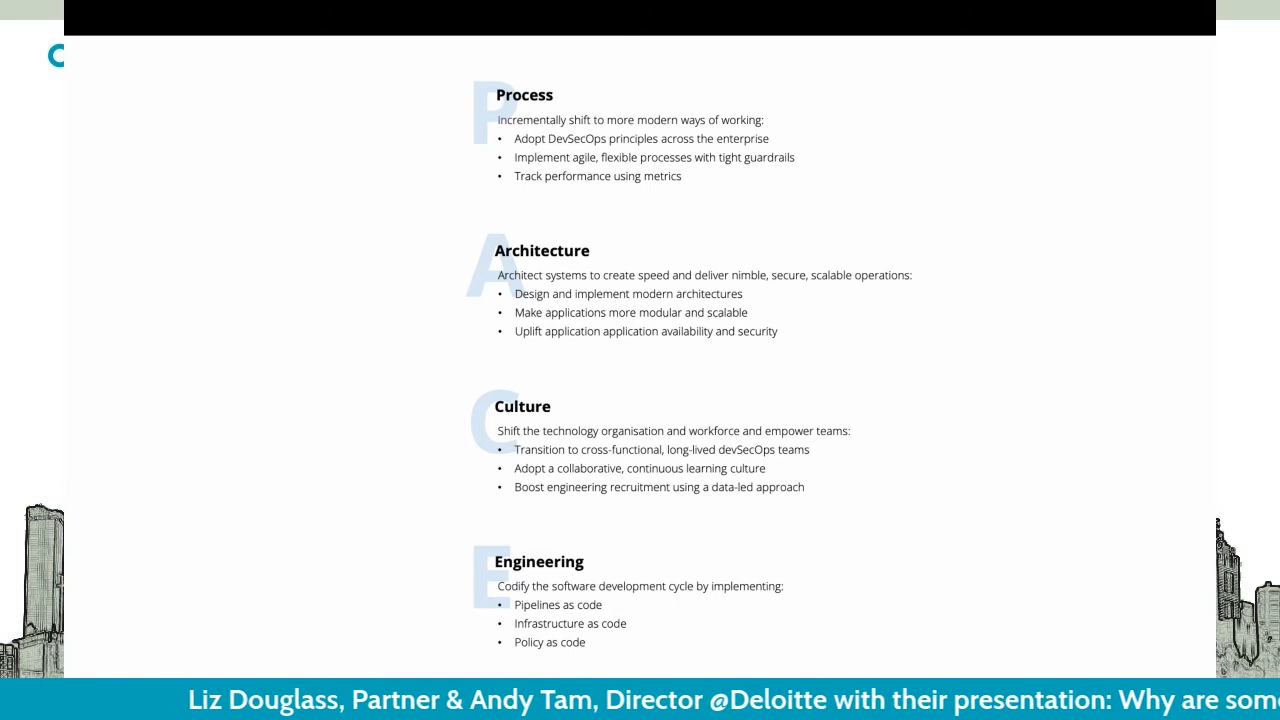 P
Process
Incrementally shift to more modern ways of working:
• Adopt DevSecOps principles across the enterprise
• Implement agile, flexible processes with tight guardrails
• Track performance using metrics
A
Architecture
Architect systems to create speed and deliver nimble, secure, scalable operations:
• Design and implement modern architectures
• Make applications more modular and scalable
• Uplift application application availability and security
C
Culture
Shift the technology organisation and workforce and empower teams:
• Transition to cross-functional, long-lived devSecOps teams
• Adopt a collaborative, continuous learning culture
• Boost engineering recruitment using a data-led approach
E
Engineering
Codify the software development cycle by implementing:
• Pipelines as code
• Infrastructure as code
• Policy as code
Liz Douglass, Partner & Andy Tam, Director @Deloitte with their presentation: Why are som